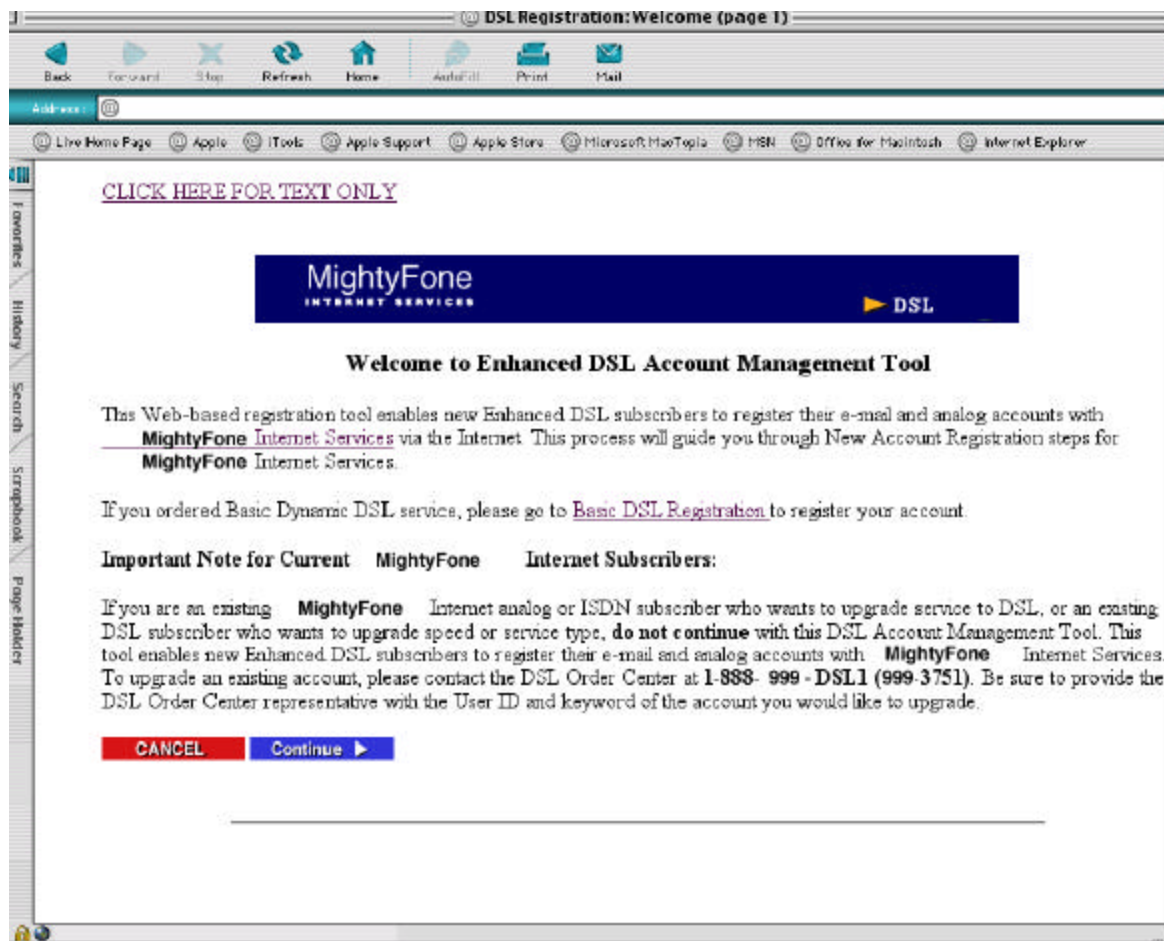 DSL Registration: Welcome (page 1)
Back Forward Stop Refresh Home AutoFill Print Mail
Address:
Live Home Page Apple iTools Apple Support Apple Store Microsoft MacTopia MSN Office for Macintosh Internet Explorer
Favorites
History
Search
Scrapbook
Page Holder
CLICK HERE FOR TEXT ONLY
MightyFone
INTERNET SERVICES
DSL
Welcome to Enhanced DSL Account Management Tool
This Web-based registration tool enables new Enhanced DSL subscribers to register their e-mail and analog accounts with
MightyFone Internet Services via the Internet. This process will guide you through New Account Registration steps for
MightyFone Internet Services.
If you ordered Basic Dynamic DSL service, please go to Basic DSL Registration to register your account.
Important Note for Current MightyFone Internet Subscribers:
If you are an existing MightyFone Internet analog or ISDN subscriber who wants to upgrade service to DSL, or an existing
DSL subscriber who wants to upgrade speed or service type, do not continue with this DSL Account Management Tool. This
tool enables new Enhanced DSL subscribers to register their e-mail and analog accounts with MightyFone Internet Services.
To upgrade an existing account, please contact the DSL Order Center at 1-888- 999 - DSL1 (999-3751). Be sure to provide the
DSL Order Center representative with the User ID and keyword of the account you would like to upgrade.
CANCEL Continue